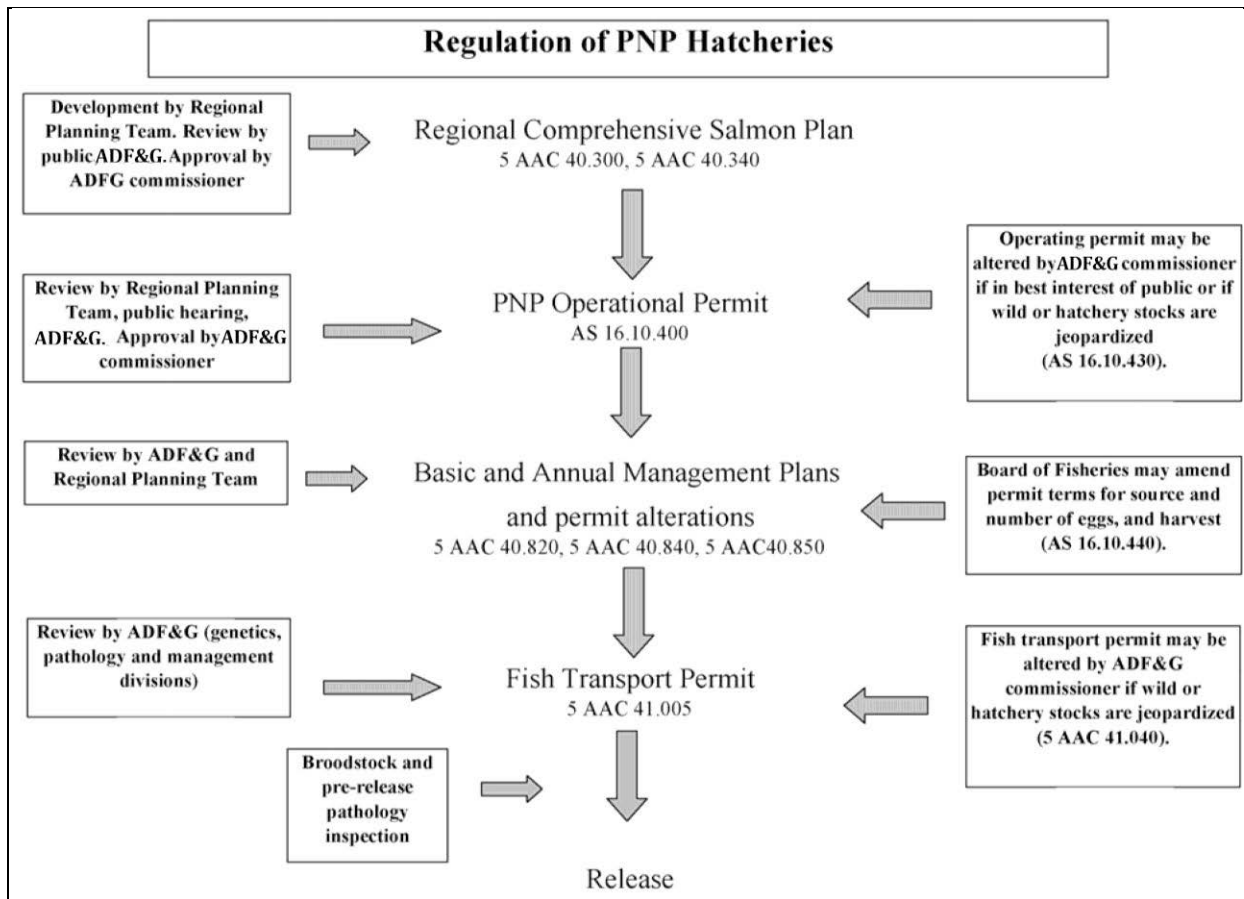 Regulation of PNP Hatcheries
Development by Regional
Planning Team. Review by
public,ADF&G. Approval by
ADFG commissioner
Regional Comprehensive Salmon Plan
5 AAC 40.300, 5 AAC 40.340
Review by Regional Planning
Team, public hearing,
ADF&G. Approval by ADF&G
commissioner
PNP Operational Permit
AS 16.10.400
Operating permit may be
altered by ADF&G commissioner
if in best interest of public or if
wild or hatchery stocks are
jeopardized
(AS 16.10.430).
Review by ADF&G and
Regional Planning Team
Basic and Annual Management Plans
and permit alterations
5 AAC 40.820, 5 AAC 40.840, 5 AAC40.850
Board of Fisheries may amend
permit terms for source and
number of eggs, and harvest
(AS 16.10.440).
Review by ADF&G (genetics,
pathology and management
divisions)
Fish Transport Permit
5 AAC 41.005
Fish transport permit may be
altered by ADF&G
commissioner if wild or
hatchery stocks are jeopardized
(5 AAC 41.040).
Broodstock and
pre-release
pathology
inspection
Release